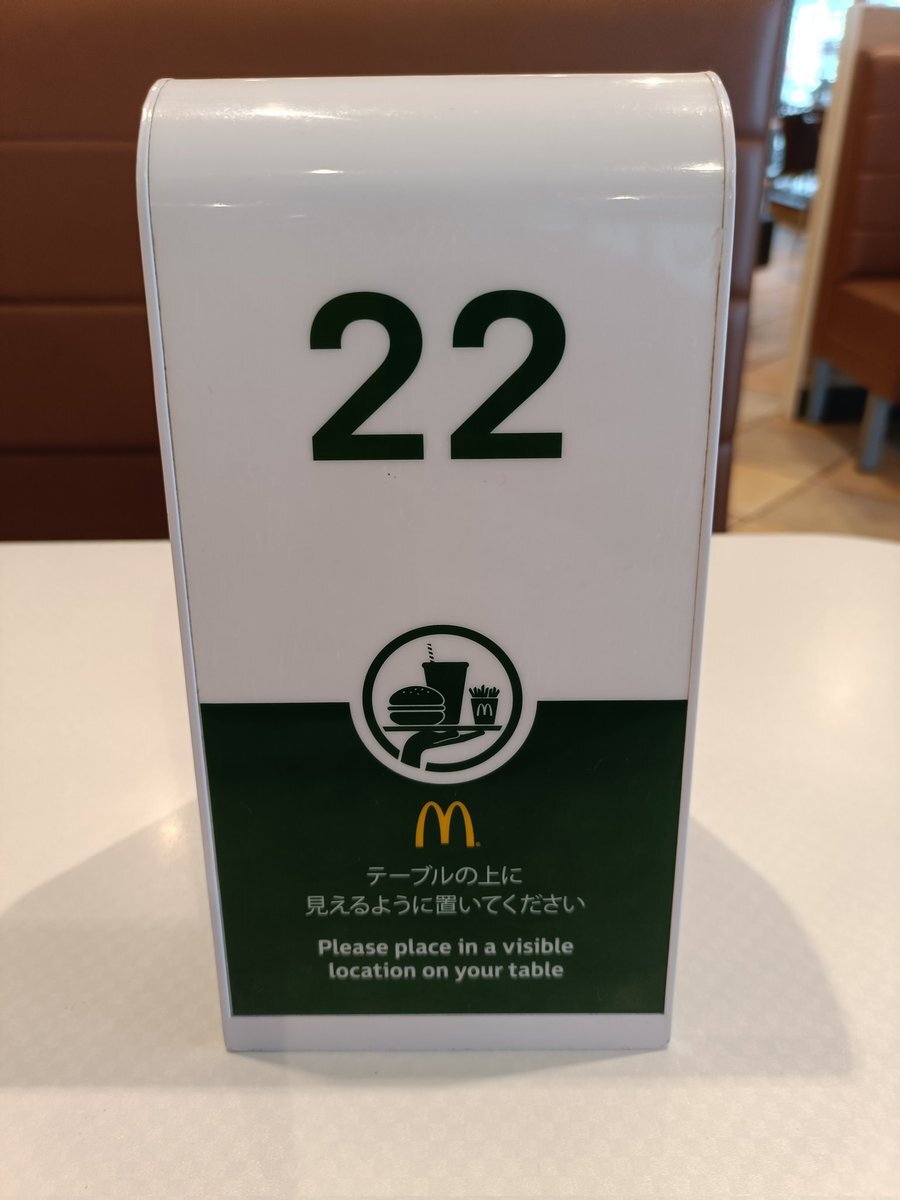 22
テーブルの上に
見えるように置いてください
Please place in a visible
location on your table